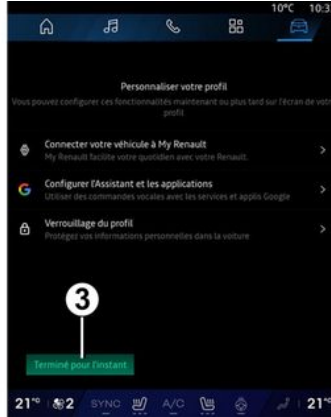 10°C 10:3
Personnaliser votre profil
Vous pouvez configurer ces fonctionnalités maintenant ou plus tard sur l'écran de votre
profil
Connecter votre véhicule à My Renault
My Renault facilite votre quotidien avec votre Renault.
Configurer l'Assistant et les applications
Utiliser des commandes vocales avec les services et applis Google
Verrouillage du profil
Protégez vos informations personnelles dans la voiture
3
Terminé pour l'instant
21° 2 SYNC A/C 21°